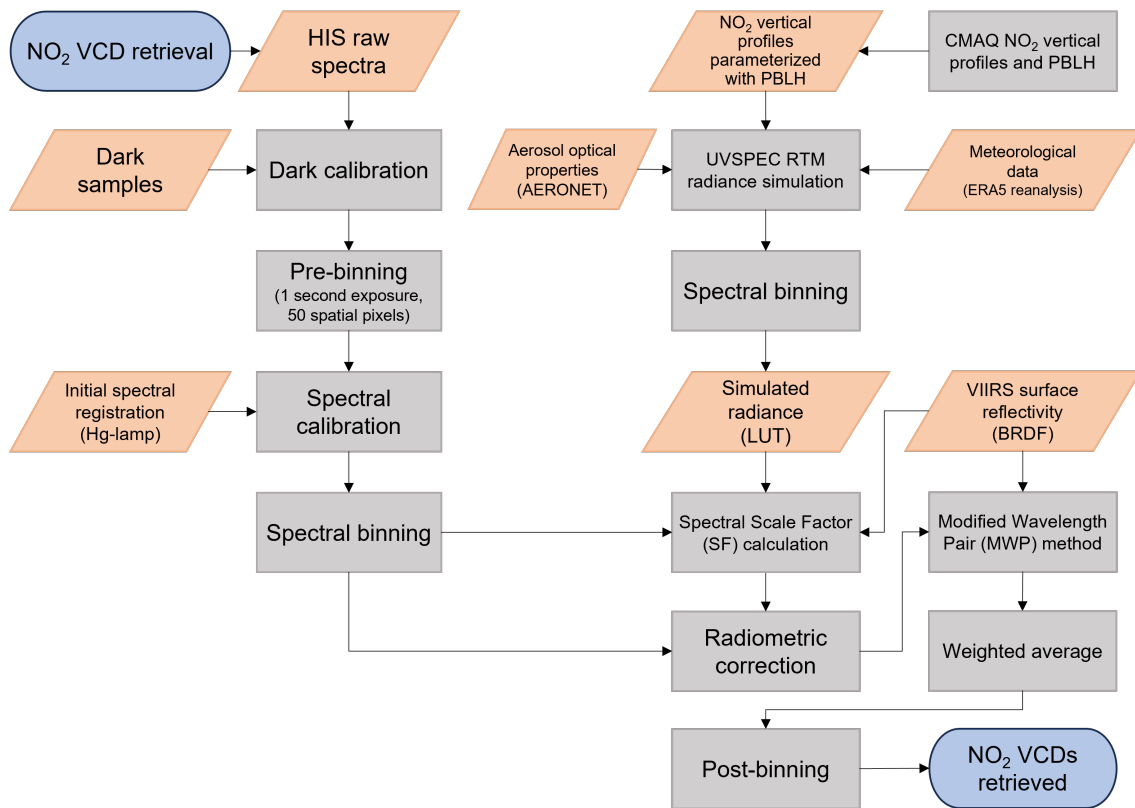 NO₂ VCD retrieval
HIS raw
spectra
NO₂ vertical
profiles
parameterized
with PBLH
CMAQ NO₂ vertical
profiles and PBLH
Dark
samples
Dark calibration
Aerosol optical
properties
(AERONET)
UVSPEC RTM
radiance simulation
Meteorological
data
(ERA5 reanalysis)
Pre-binning
(1 second exposure,
50 spatial pixels)
Spectral binning
Initial spectral
registration
(Hg-lamp)
Spectral
calibration
Simulated
radiance
(LUT)
VIIRS surface
reflectivity
(BRDF)
Spectral binning
Spectral Scale Factor
(SF) calculation
Modified Wavelength
Pair (MWP) method
Radiometric
correction
Weighted average
Post-binning
NO₂ VCDs
retrieved